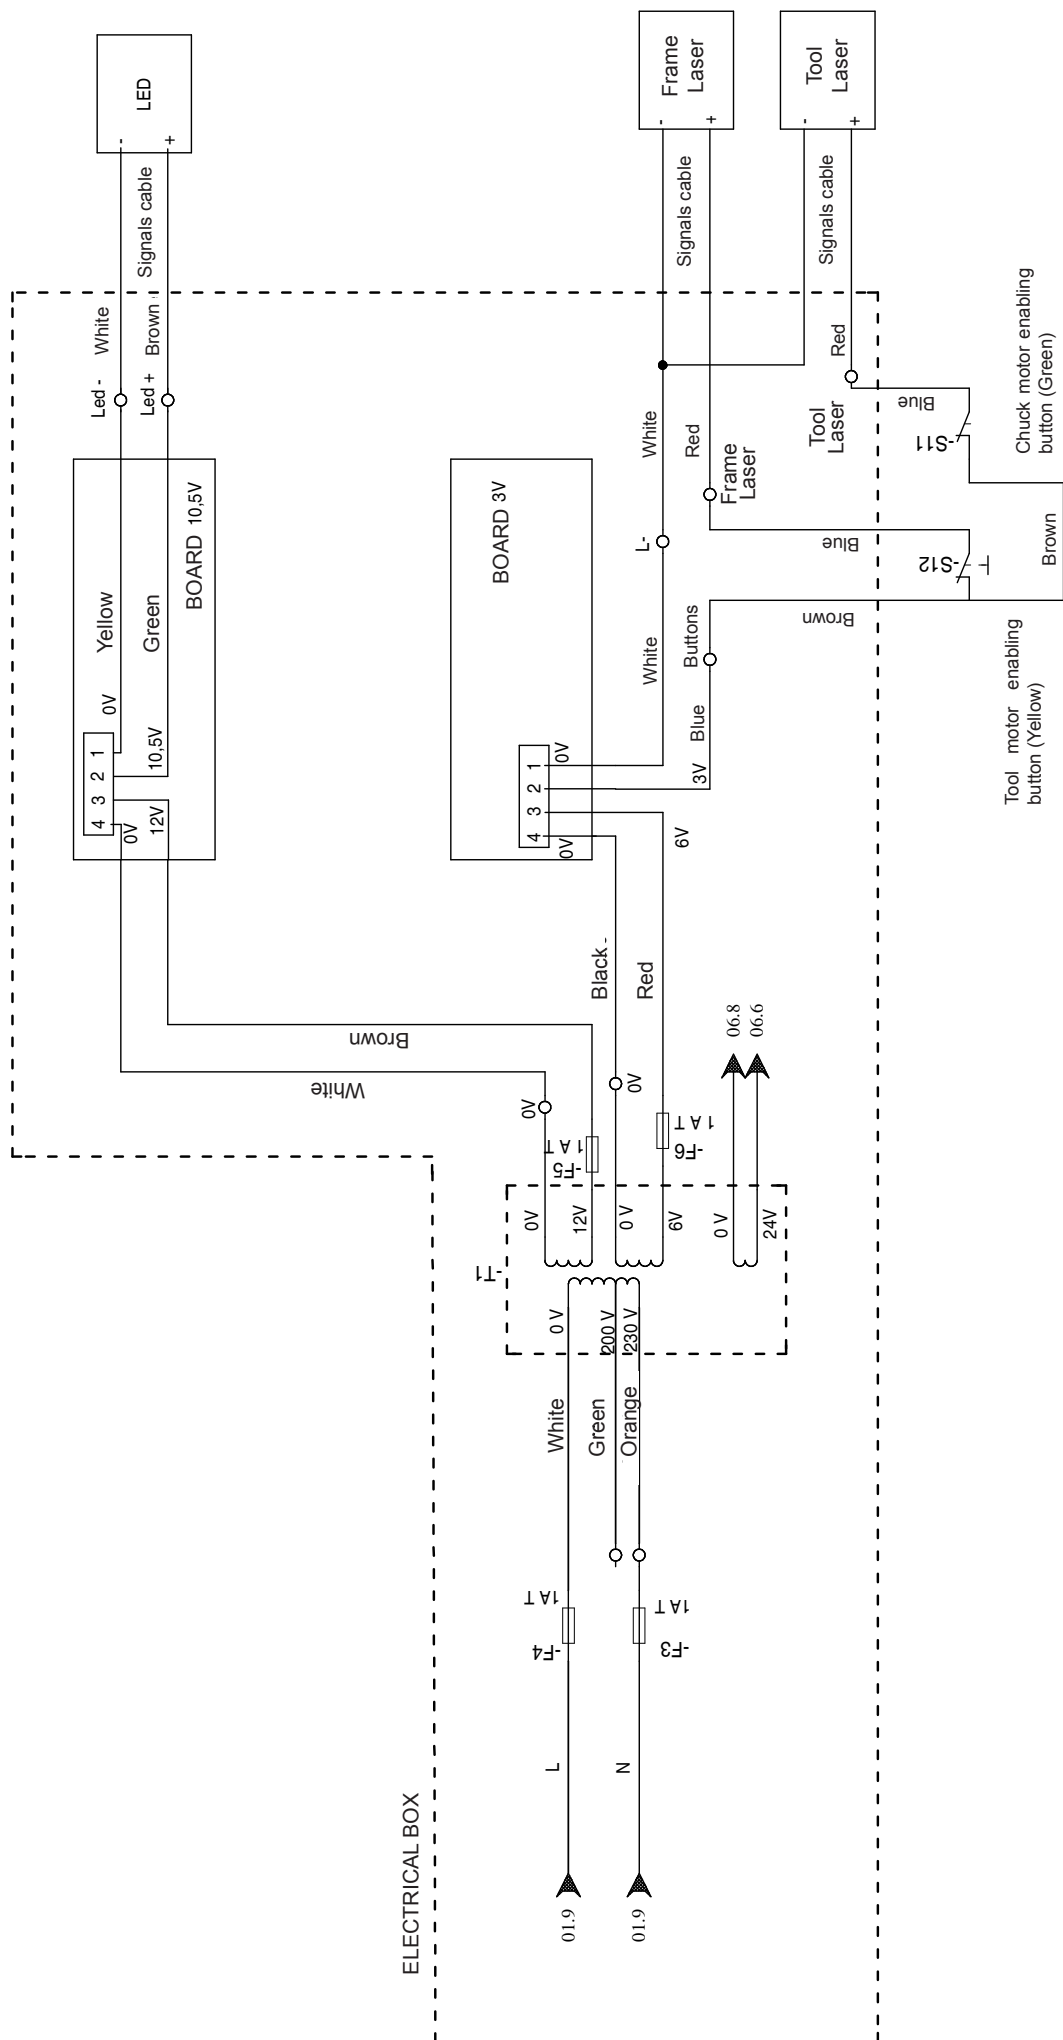 ELECTRICAL BOX
01.9
01.9
L
N
-F4
1A T
-F3
1A T
White
Green
Orange
0 V
200 V
230 V
-T1
0V
12V
0 V
6V
0 V
24V
-F5
1 A T
-F6
1 A T
0V
0V
06.8
06.6
White
Brown
Black -
Red
BOARD 10,5V
4 3 2 1
0V
12V
10,5V
0V
Yellow
Green
Led -
Led +
White
Brown
Signals cable
LED
-
+
BOARD 3V
4 3 2 1
0V
6V
3V
0V
White
Blue
Buttons
L-
White
Red
Frame
Laser
Tool
Laser
Red
Brown
Blue
Blue
-S12
-S11
Brown
Tool motor enabling
button (Yellow)
Chuck motor enabling
button (Green)
Signals cable
Signals cable
Frame
Laser
-
+
Tool
Laser
-
+